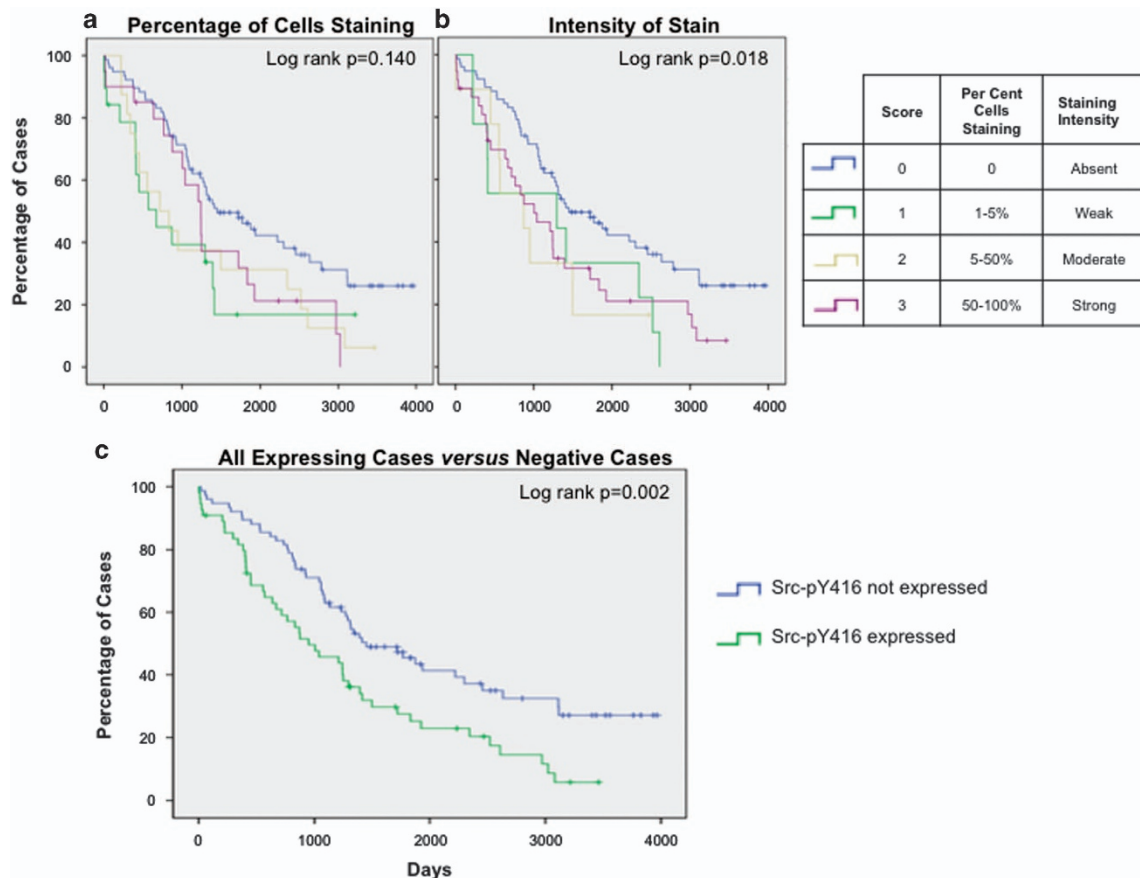 a Percentage of Cells Staining
Log rank p=0.140
Percentage of Cases
100
80
60
40
20
0
0 1000 2000 3000 4000
b Intensity of Stain
Log rank p=0.018
0 1000 2000 3000 4000
Score Per Cent Cells Staining Staining Intensity
0 0 Absent
1 1-5% Weak
2 5-50% Moderate
3 50-100% Strong
c All Expressing Cases versus Negative Cases
Log rank p=0.002
Percentage of Cases
100
80
60
40
20
0
0 1000 2000 3000 4000
Days
Src-pY416 not expressed
Src-pY416 expressed